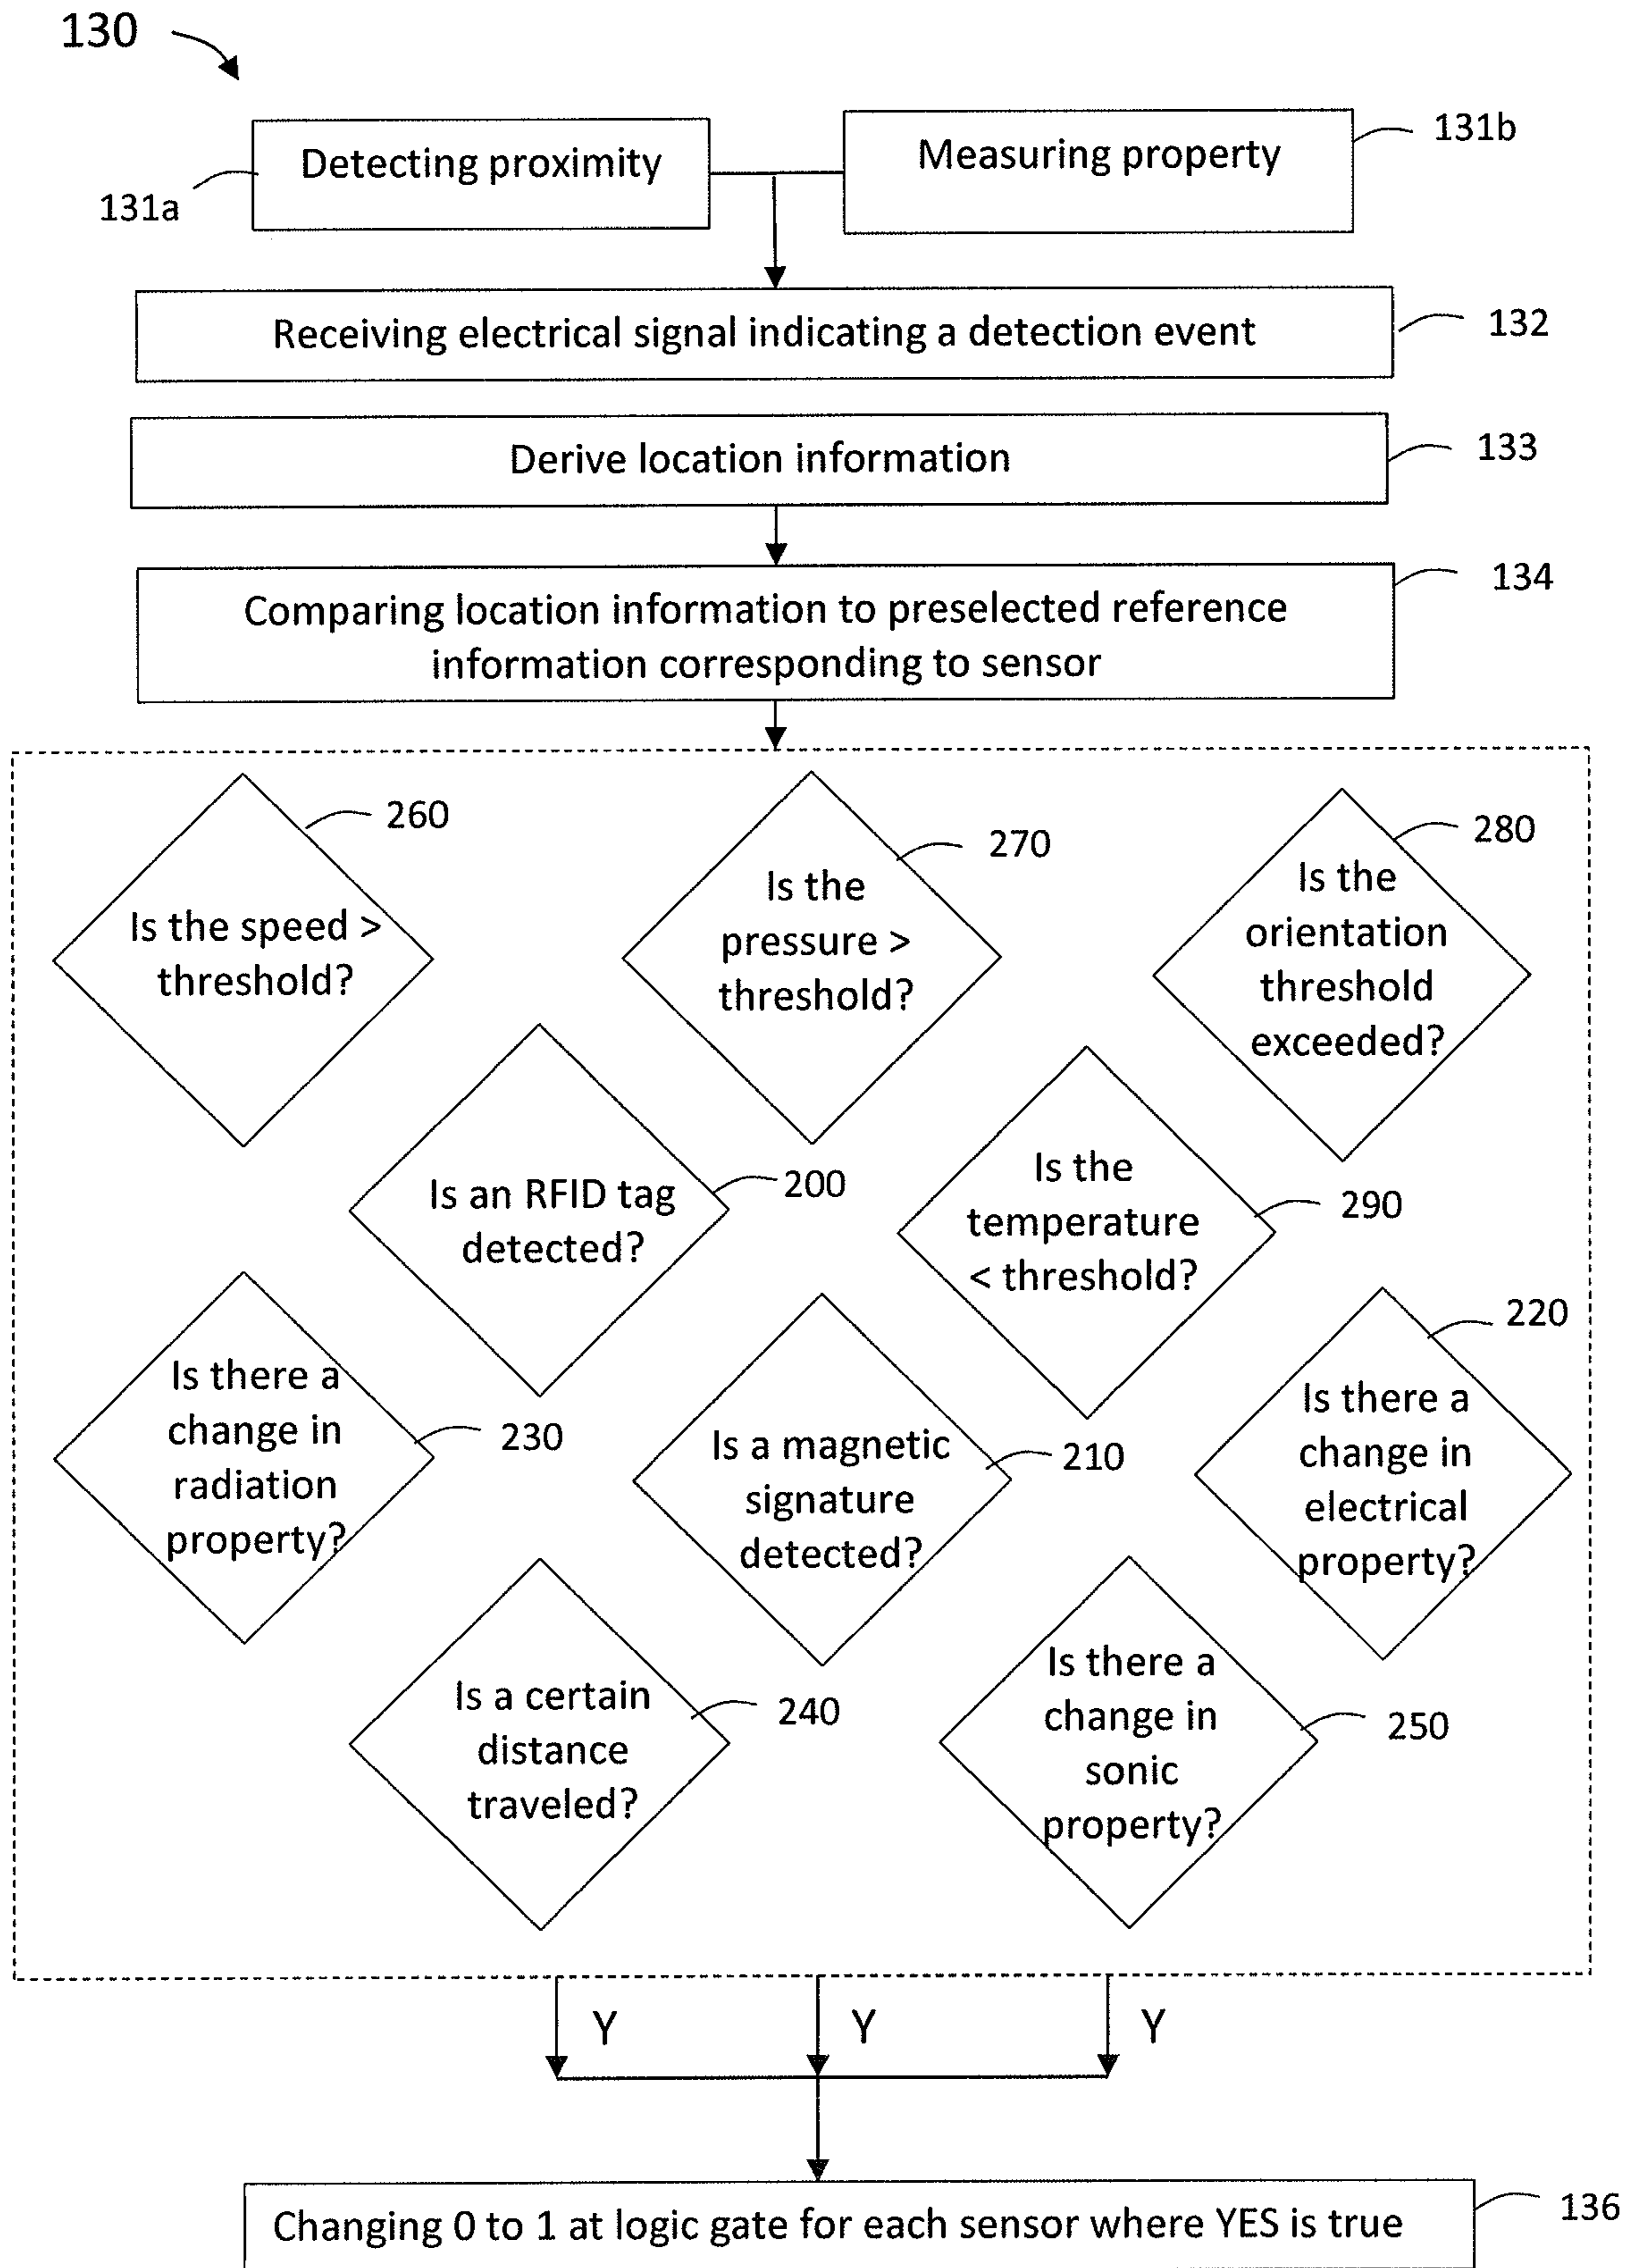 130
Detecting proximity
131a
Measuring property
131b
Receiving electrical signal indicating a detection event
132
Derive location information
133
Comparing location information to preselected reference
information corresponding to sensor
134
Is the speed >
threshold?
260
Is the
pressure >
threshold?
270
Is the
orientation
threshold
exceeded?
280
Is an RFID tag
detected?
200
Is the
temperature
< threshold?
290
Is there a
change in
radiation
property?
230
Is a magnetic
signature
detected?
210
Is there a
change in
electrical
property?
220
Is a certain
distance
traveled?
240
Is there a
change in
sonic
property?
250
Y
Y
Y
Changing 0 to 1 at logic gate for each sensor where YES is true
136